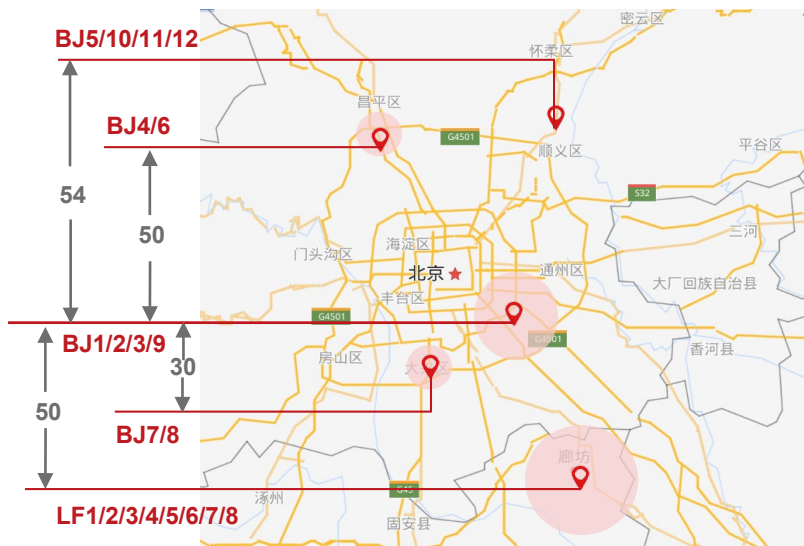 BJ5/10/11/12
密云区
怀柔区
昌平区
BJ4/6
G4501
顺义区
平谷区
54
S32
50
三河
门头沟区
海淀区
北京
通州区
大厂回族自治县
丰台区
G4501
BJ1/2/3/9
G4501
香河县
房山区
30
50
BJ7/8
廊坊
G45
涿州
LF1/2/3/4/5/6/7/8
固安县